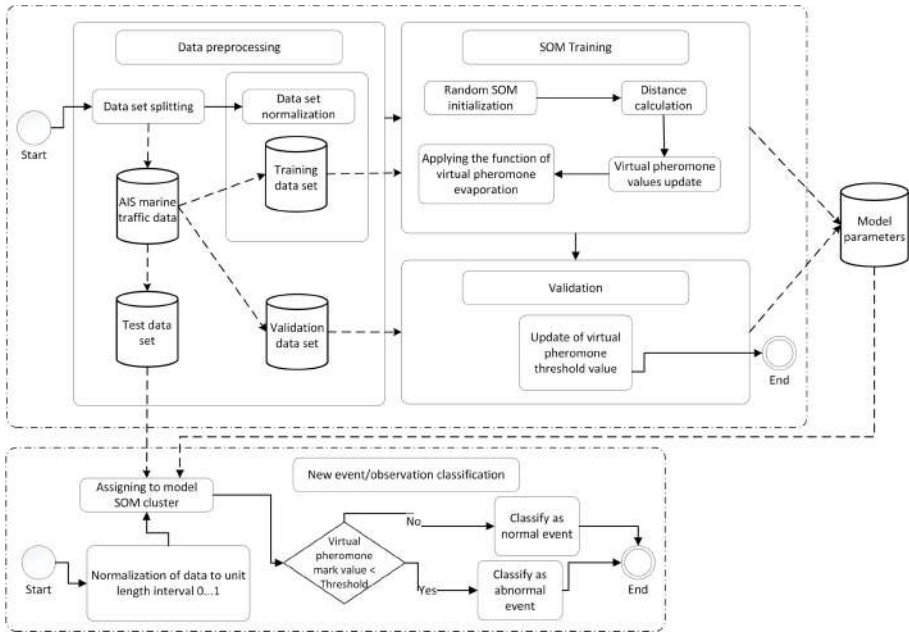 Data preprocessing
SOM Training
Start
Data set splitting
Data set
normalization
Random SOM
initialization
Distance
calculation
AIS marine
traffic data
Training
data set
Applying the function of
virtual pheromone
evaporation
Virtual pheromone
values update
Model
parameters
Test data
set
Validation
data set
Validation
Update of virtual
pheromone
threshold value
End
New event/observation classification
Assigning to model
SOM cluster
Start
Normalization of data to unit
length interval 0...1
Virtual
pheromone
mark value <
Threshold
No
Classify as
normal event
Yes
Classify as
abnormal
event
End